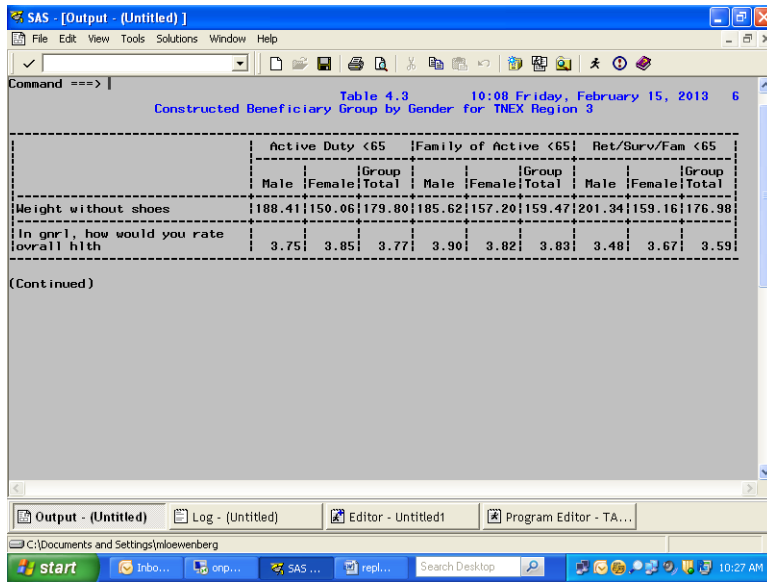 SAS - [Output - (Untitled) ]
File Edit View Tools Solutions Window Help
Command ===>
Table 4.3 10:08 Friday, February 15, 2013 6
Constructed Beneficiary Group by Gender for TNEX Region 3
Active Duty <65 Family of Active <65 Ret/Surv/Fam <65
Group Group Group
Male Female Total Male Female Total Male Female Total
Weight without shoes 188.41 150.06 179.80 185.62 157.20 159.47 201.34 159.16 176.98
In gnrl, how would you rate
ovrall hlth 3.75 3.85 3.77 3.90 3.82 3.83 3.48 3.67 3.59
(Continued)
Output - (Untitled) Log - (Untitled) Editor - Untitled1 Program Editor - TA...
C:\Documents and Settings\mloewenberg
start Inbo... onp... SAS ... repl... Search Desktop 10:27 AM